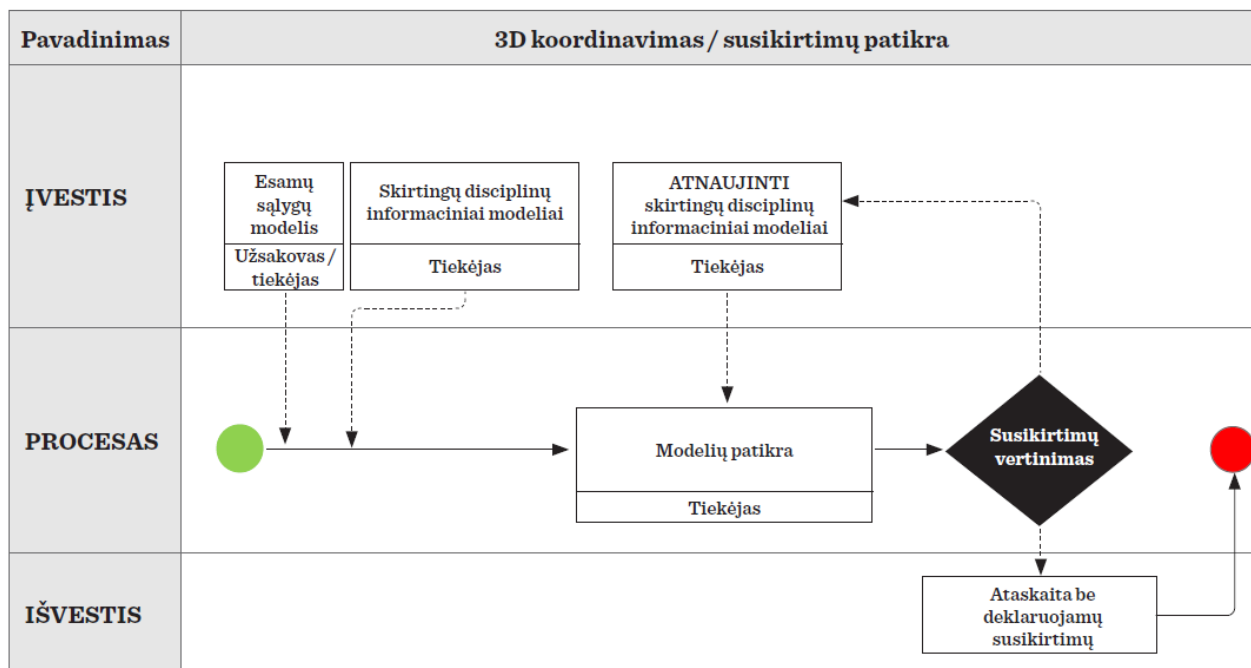 Pavadinimas
3D koordinavimas / susikirtimų patikra
ĮVESTIS
Esamų
sąlygų
modelis
Užsakovas /
tiekėjas
Skirtingų disciplinų
informaciniai modeliai
Tiekėjas
ATNAUJINTI
skirtingų disciplinų
informaciniai modeliai
Tiekėjas
PROCESAS
Modelių patikra
Tiekėjas
Susikirtimų
vertinimas
IŠVESTIS
Ataskaita be
deklaruojamų
susikirtimų